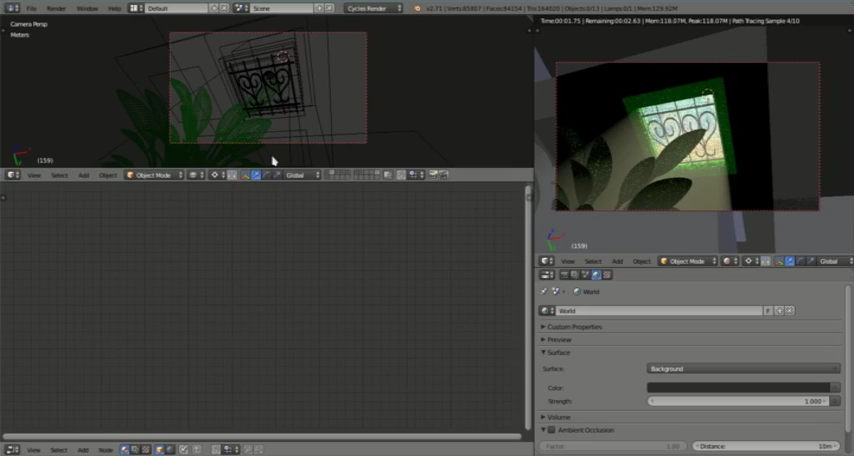 File Render Window Help Default Scene Cycles Render v2.71 | Verts:85807 | Faces:84154 | Tris:164020 | Objects:0/13 | Lamps:0/1 | Mem:129.92M
Camera Persp
Meters
(159)
View Select Add Object Object Mode Global
Time:00:01.75 | Remaining:00:02.63 | Mem:118.07M, Peak:118.07M | Path Tracing Sample 4/10
(159)
View Select Add Object Object Mode Global
World
World F
Custom Properties
Preview
Surface
Surface: Background
Color:
Strength: 1.000
Volume
Ambient Occlusion
Factor: 1.00 Distance: 10m
View Select Add Node